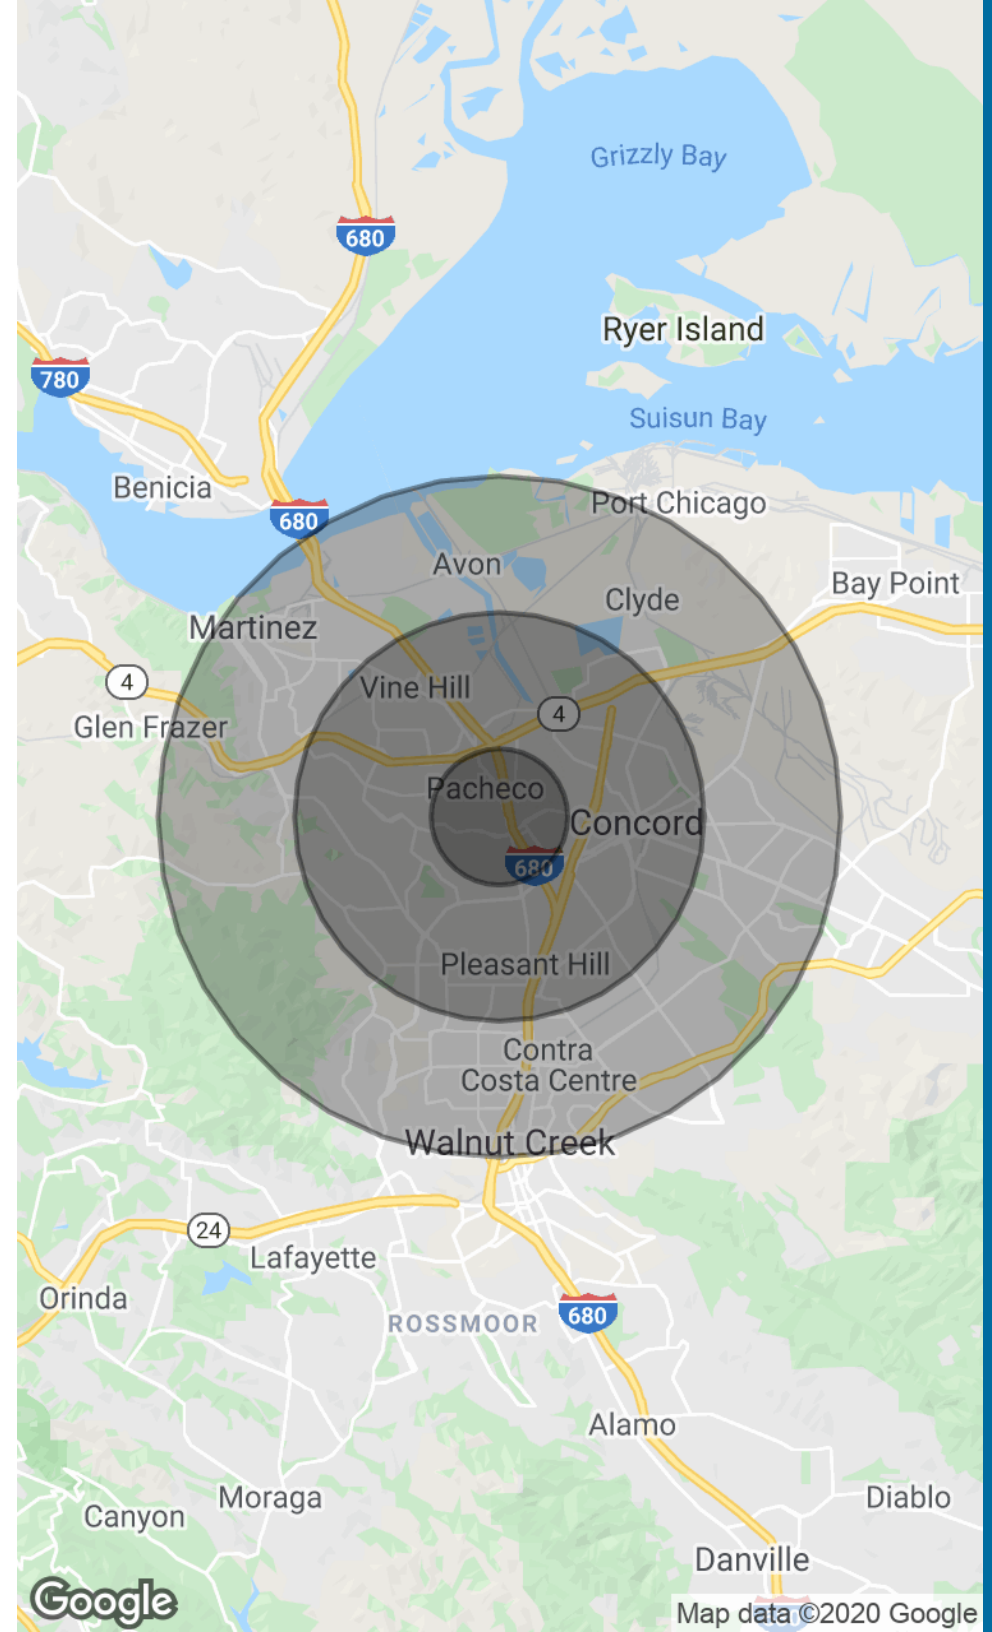 Grizzly Bay
680
Ryer Island
780
Suisun Bay
Benicia
680
Port Chicago
Avon
Bay Point
Clyde
Martinez
4
Vine Hill
4
Glen Frazer
Pacheco
Concord
680
Pleasant Hill
Contra
Costa Centre
Walnut Creek
24
Lafayette
Orinda
680
ROSSMOOR
Alamo
Moraga
Diablo
Canyon
Danville
Google
Map data ©2020 Google